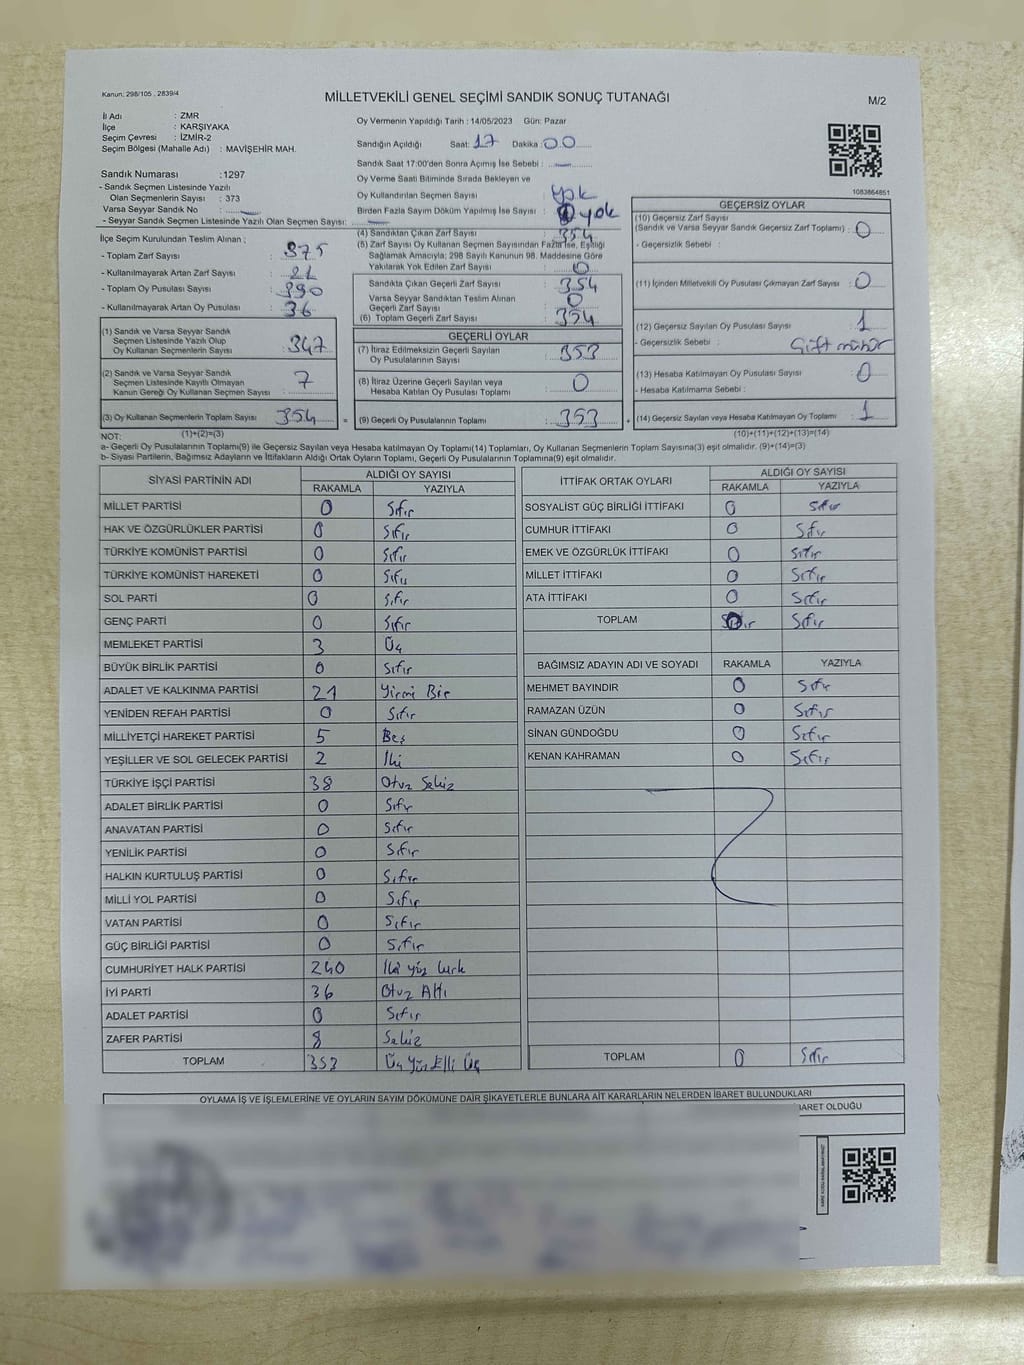 Kanun: 298/105 , 2839/4
MİLLETVEKİLİ GENEL SEÇİMİ SANDIK SONUÇ TUTANAĞI
M/2
İl Adı : ZMR
İlçe : KARŞIYAKA
Seçim Çevresi : İZMİR-2
Seçim Bölgesi (Mahalle Adı) : MAVİŞEHİR MAH.
Sandık Numarası :1297
- Sandık Seçmen Listesinde Yazılı
Olan Seçmenlerin Sayısı : 373
Varsa Seyyar Sandık No : —
- Seyyar Sandık Seçmen Listesinde Yazılı Olan Seçmen Sayısı: —
Oy Vermenin Yapıldığı Tarih : 14/05/2023 Gün: Pazar
Sandığın Açıldığı Saat: 17 Dakika : 00
Sandık Saat 17:00'den Sonra Açımış İse Sebebi : —
Oy Verme Saati Bitiminde Sırada Bekleyen ve
Oy Kullandırılan Seçmen Sayısı : yok
Birden Fazla Sayım Döküm Yapılmış İse Sayısı : yok
1083864851
İlçe Seçim Kurulundan Teslim Alınan ;
- Toplam Zarf Sayısı : 375
- Kullanılmayarak Artan Zarf Sayısı : 21
- Toplam Oy Pusulası Sayısı : 390
- Kullanılmayarak Artan Oy Pusulası : 36
(4) Sandıktan Çıkan Zarf Sayısı : 354
(5) Zarf Sayısı Oy Kullanan Seçmen Sayısından Fazla İse, Eşitliği
Sağlamak Amacıyla; 298 Sayılı Kanunun 98. Maddesine Göre
Yakılarak Yok Edilen Zarf Sayısı : 0
Sandıkta Çıkan Geçerli Zarf Sayısı : 354
Varsa Seyyar Sandıktan Teslim Alınan
Geçerli Zarf Sayısı : 0
(6) Toplam Geçerli Zarf Sayısı : 354
GEÇERSİZ OYLAR
(10) Geçersiz Zarf Sayısı
(Sandık ve Varsa Seyyar Sandık Geçersiz Zarf Toplamı) : 0
- Geçersizlik Sebebi :
(11) İçinden Milletvekili Oy Pusulası Çıkmayan Zarf Sayısı : 0
(12) Geçersiz Sayılan Oy Pusulası Sayısı : 1
- Geçersizlik Sebebi : Çift mühür
(13) Hesaba Katılmayan Oy Pusulası Sayısı : 0
- Hesaba Katılmama Sebebi :
(14) Geçersiz Sayılan veya Hesaba Katılmayan Oy Toplamı : 1
(10)+(11)+(12)+(13)=(14)
(1) Sandık ve Varsa Seyyar Sandık
Seçmen Listesinde Yazılı Olup
Oy Kullanan Seçmenlerin Sayısı : 347
(2) Sandık ve Varsa Seyyar Sandık
Seçmen Listesinde Kayıtlı Olmayan
Kanun Gereği Oy Kullanan Seçmen Sayısı : 7
(3) Oy Kullanan Seçmenlerin Toplam Sayısı : 354 =
(1)+(2)=(3)
GEÇERLİ OYLAR
(7) İtiraz Edilmeksizin Geçerli Sayılan
Oy Pusulalarının Sayısı : 353
(8) İtiraz Üzerine Geçerli Sayılan veya
Hesaba Katılan Oy Pusulası Toplamı : 0
(9) Geçerli Oy Pusulalarının Toplamı : 353 +
NOT:
a- Geçerli Oy Pusulalarının Toplamı(9) ile Geçersiz Sayılan veya Hesaba katılmayan Oy Toplamı(14) Toplamları, Oy Kullanan Seçmenlerin Toplam Sayısına(3) eşit olmalıdır. (9)+(14)=(3)
b- Siyasi Partilerin, Bağımsız Adayların ve İttifakların Aldığı Ortak Oyların Toplamı, Geçerli Oy Pusulalarının Toplamına(9) eşit olmalıdır.
SİYASİ PARTİNİN ADI ALDIĞI OY SAYISI
RAKAMLA YAZIYLA
MİLLET PARTİSİ 0 Sıfır
HAK VE ÖZGÜRLÜKLER PARTİSİ 0 Sıfır
TÜRKİYE KOMÜNİST PARTİSİ 0 Sıfır
TÜRKİYE KOMÜNİST HAREKETİ 0 Sıfır
SOL PARTİ 0 Sıfır
GENÇ PARTİ 0 Sıfır
MEMLEKET PARTİSİ 3 Üç
BÜYÜK BİRLİK PARTİSİ 0 Sıfır
ADALET VE KALKINMA PARTİSİ 21 Yirmi Bir
YENİDEN REFAH PARTİSİ 0 Sıfır
MİLLİYETÇİ HAREKET PARTİSİ 5 Beş
YEŞİLLER VE SOL GELECEK PARTİSİ 2 İki
TÜRKİYE İŞÇİ PARTİSİ 38 Otuz Sekiz
ADALET BİRLİK PARTİSİ 0 Sıfır
ANAVATAN PARTİSİ 0 Sıfır
YENİLİK PARTİSİ 0 Sıfır
HALKIN KURTULUŞ PARTİSİ 0 Sıfır
MİLLİ YOL PARTİSİ 0 Sıfır
VATAN PARTİSİ 0 Sıfır
GÜÇ BİRLİĞİ PARTİSİ 0 Sıfır
CUMHURİYET HALK PARTİSİ 240 İki yüz kırk
İYİ PARTİ 36 Otuz Altı
ADALET PARTİSİ 0 Sıfır
ZAFER PARTİSİ 8 Sekiz
TOPLAM 353 Üç Yüz Elli Üç
İTTİFAK ORTAK OYLARI ALDIĞI OY SAYISI
RAKAMLA YAZIYLA
SOSYALİST GÜÇ BİRLİĞİ İTTİFAKI 0 Sıfır
CUMHUR İTTİFAKI 0 Sıfır
EMEK VE ÖZGÜRLÜK İTTİFAKI 0 Sıfır
MİLLET İTTİFAKI 0 Sıfır
ATA İTTİFAKI 0 Sıfır
TOPLAM 0 Sıfır
BAĞIMSIZ ADAYIN ADI VE SOYADI RAKAMLA YAZIYLA
MEHMET BAYINDIR 0 Sıfır
RAMAZAN ÜZÜN 0 Sıfır
SİNAN GÜNDOĞDU 0 Sıfır
KENAN KAHRAMAN 0 Sıfır
TOPLAM 0 Sıfır
OYLAMA İŞ VE İŞLEMLERİNE VE OYLARIN SAYIM DÖKÜMÜNE DAİR ŞİKAYETLERLE BUNLARA AİT KARARLARIN NELERDEN İBARET BULUNDUKLARI
BARET OLDUĞU